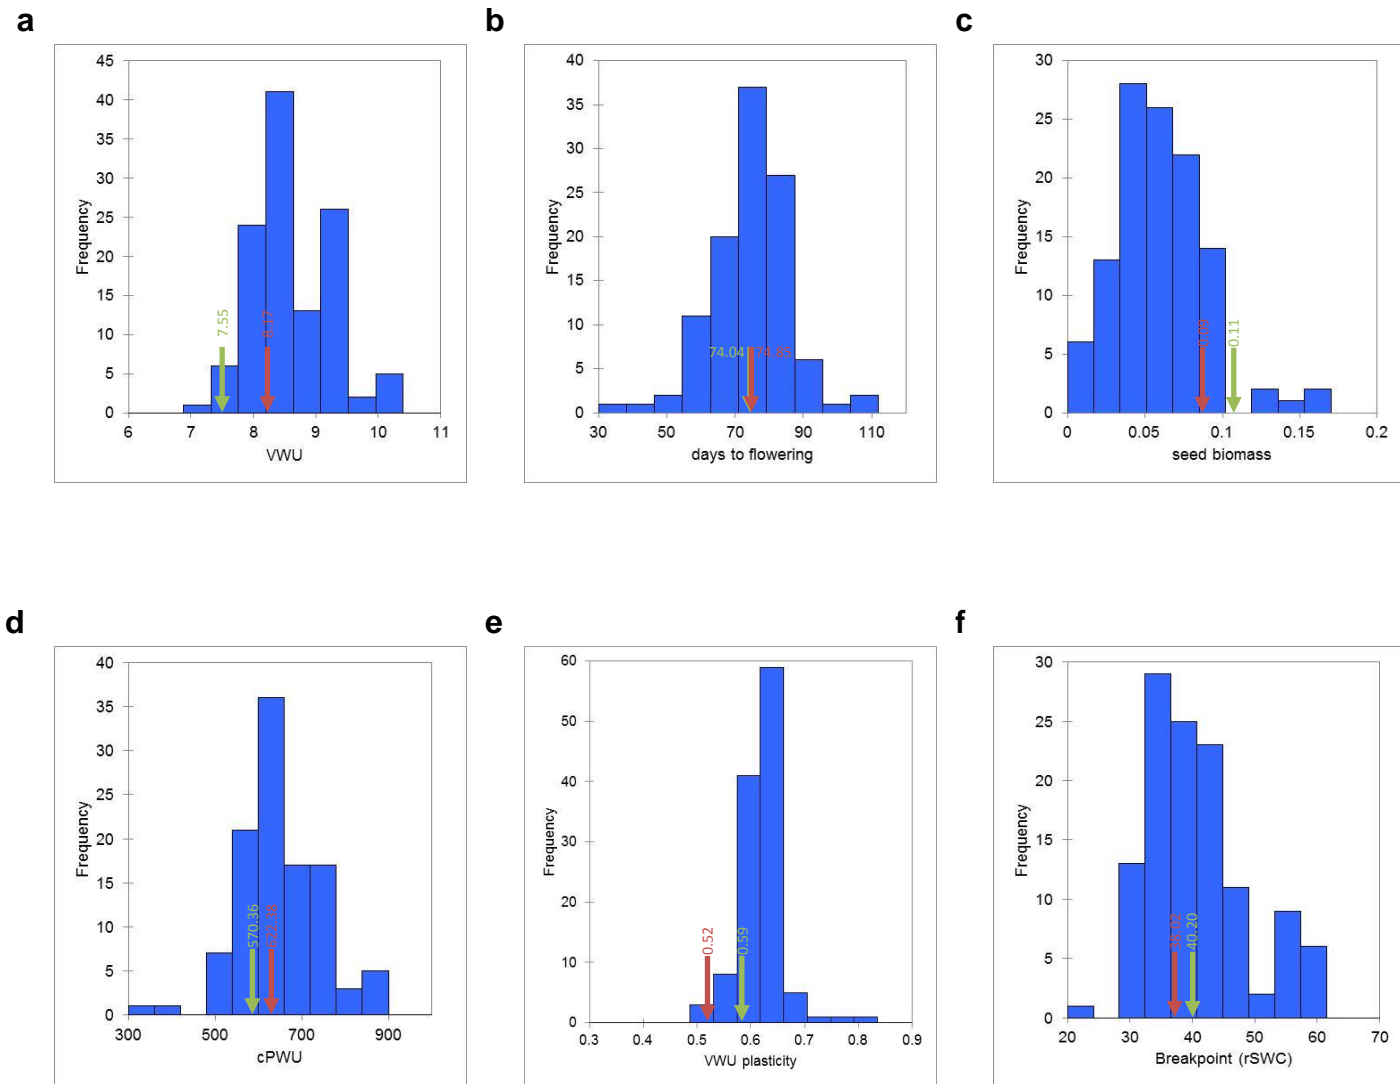 a
45
40
35
30
25
20
15
10
5
0
Frequency
7.55
8.17
6 7 8 9 10 11
VWU
b
40
35
30
25
20
15
10
5
0
Frequency
74.04 74.85
30 50 70 90 110
days to flowering
c
30
25
20
15
10
5
0
Frequency
0.09
0.11
0 0.05 0.1 0.15 0.2
seed biomass
d
40
35
30
25
20
15
10
5
0
Frequency
570.36
622.38
300 500 700 900
cPWU
e
60
50
40
30
20
10
0
Frequency
0.52
0.59
0.3 0.4 0.5 0.6 0.7 0.8 0.9
VWU plasticity
f
30
25
20
15
10
5
0
Frequency
38.02
40.20
20 30 40 50 60 70
Breakpoint (rSWC)